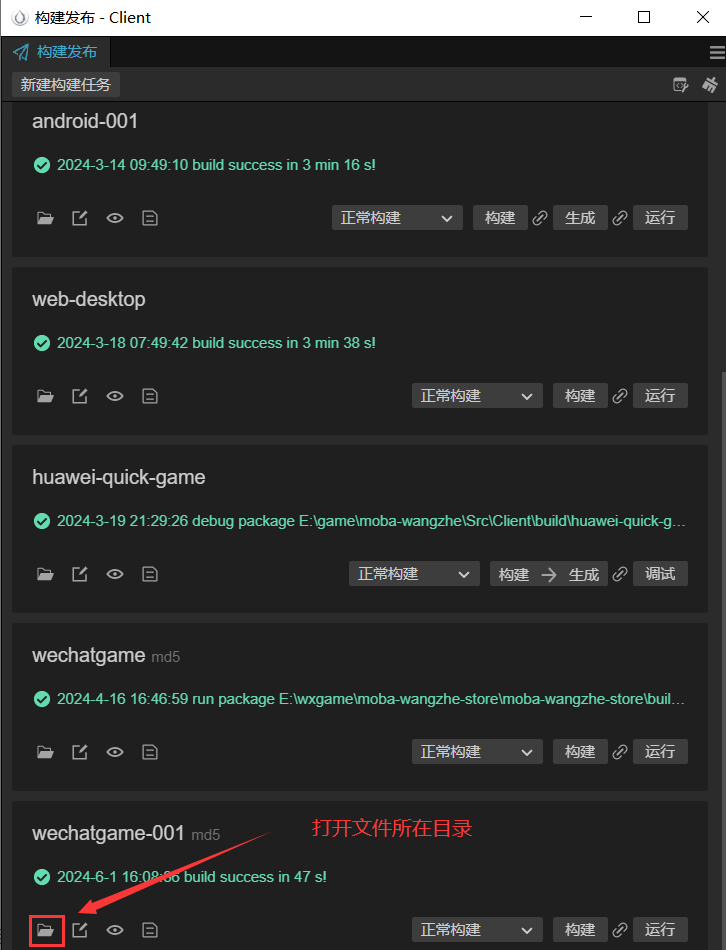 构建发布 - Client
构建发布
新建构建任务
android-001
2024-3-14 09:49:10 build success in 3 min 16 s!
正常构建 构建 生成 运行
web-desktop
2024-3-18 07:49:42 build success in 3 min 38 s!
正常构建 构建 运行
huawei-quick-game
2024-3-19 21:29:26 debug package E:\game\moba-wangzhe\Src\Client\build\huawei-quick-g...
正常构建 构建 生成 调试
wechatgame md5
2024-4-16 16:46:59 run package E:\wxgame\moba-wangzhe-store\moba-wangzhe-store\buil...
正常构建 构建 运行
wechatgame-001 md5
打开文件所在目录
2024-6-1 16:08: build success in 47 s!
正常构建 构建 运行